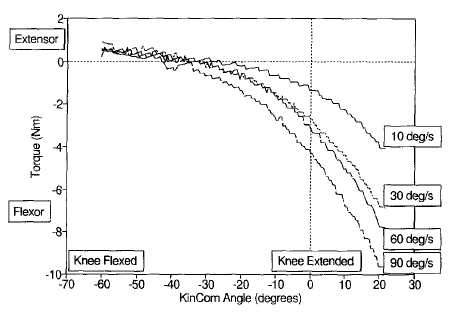 Extensor
0
-2
-4
-6
-8
-10
Torque (Nm)
Flexor
10 deg/s
30 deg/s
60 deg/s
90 deg/s
Knee Flexed
Knee Extended
-70 -60 -50 -40 -30 -20 -10 0 10 20 30
KinCom Angle (degrees)